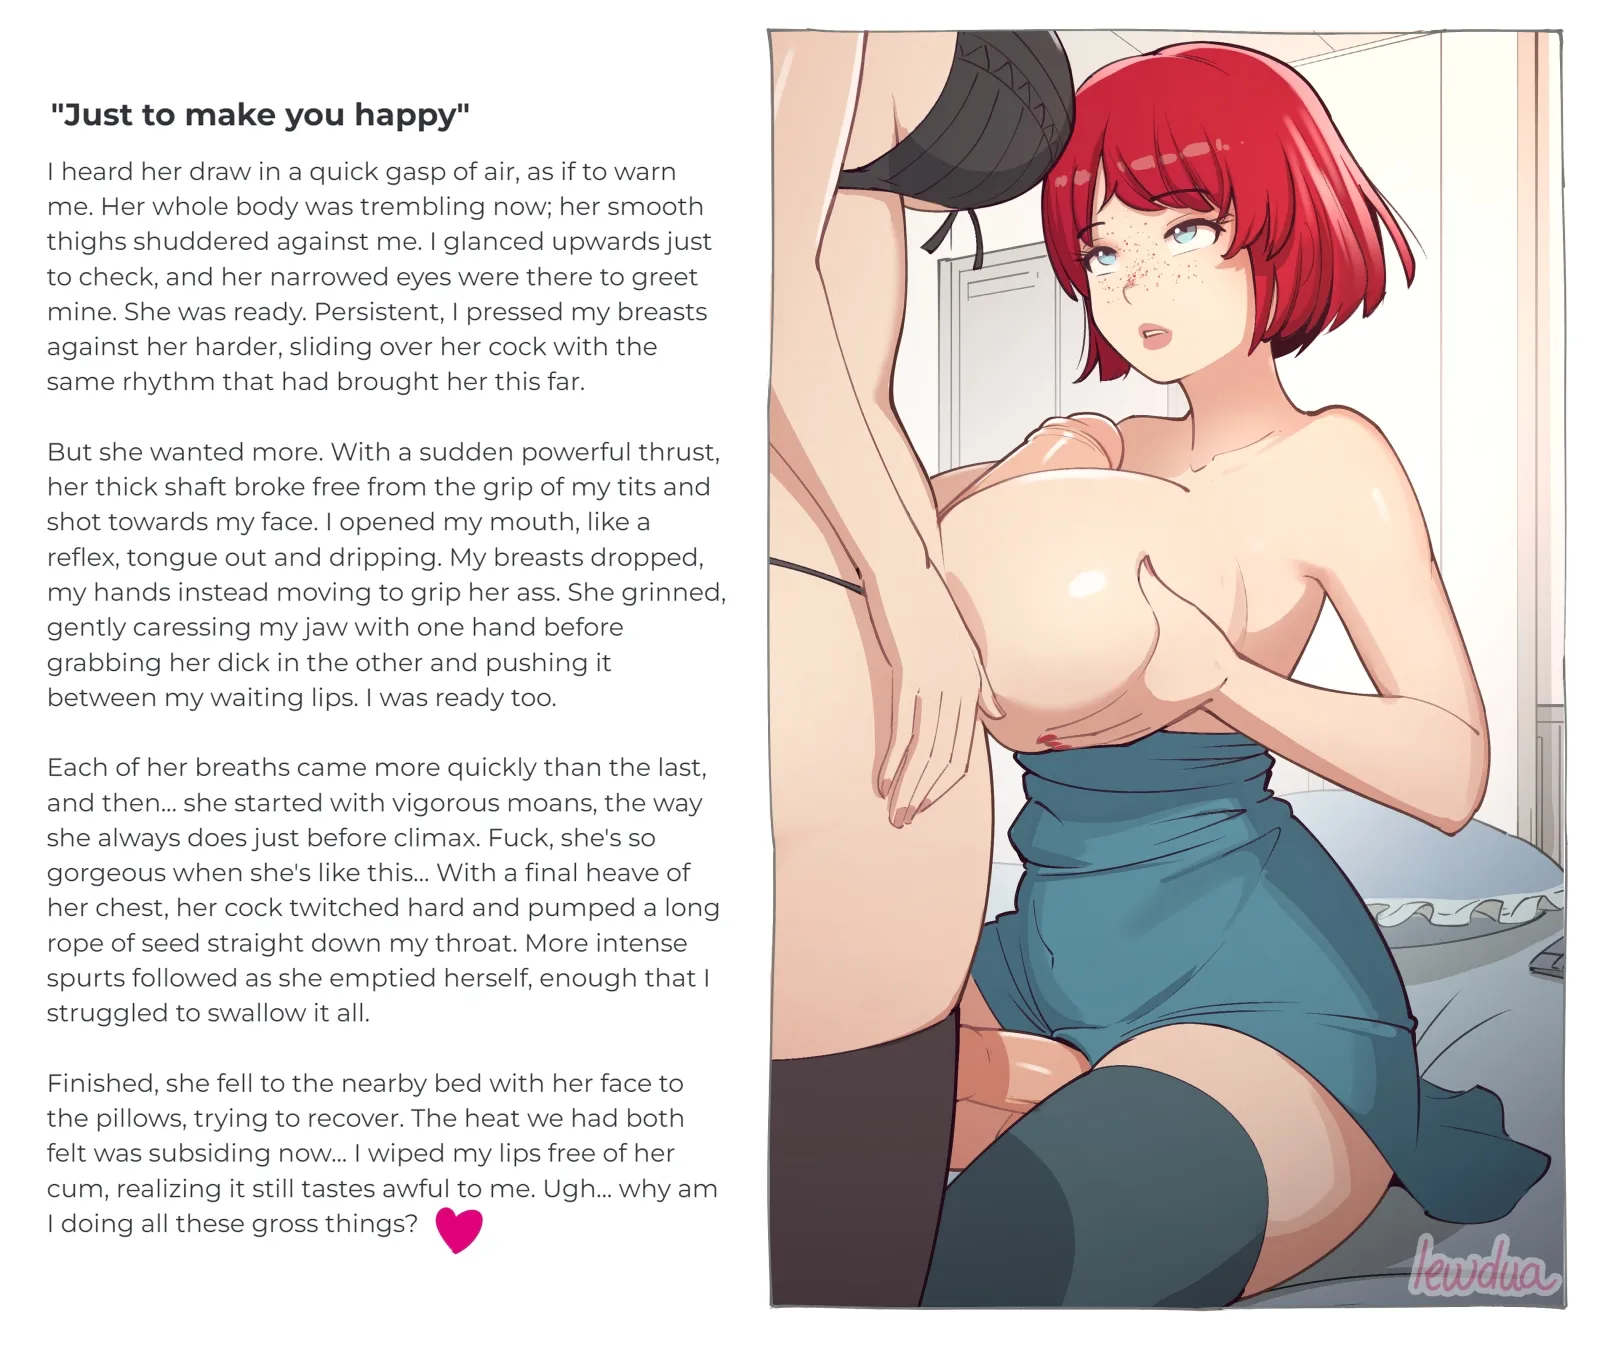 "Just to make you happy"
I heard her draw in a quick gasp of air, as if to warn
me. Her whole body was trembling now; her smooth
thighs shuddered against me. I glanced upwards just
to check, and her narrowed eyes were there to greet
mine. She was ready. Persistent, I pressed my breasts
against her harder, sliding over her cock with the
same rhythm that had brought her this far.
But she wanted more. With a sudden powerful thrust,
her thick shaft broke free from the grip of my tits and
shot towards my face. I opened my mouth, like a
reflex, tongue out and dripping. My breasts dropped,
my hands instead moving to grip her ass. She grinned,
gently caressing my jaw with one hand before
grabbing her dick in the other and pushing it
between my waiting lips. I was ready too.
Each of her breaths came more quickly than the last,
and then... she started with vigorous moans, the way
she always does just before climax. Fuck, she's so
gorgeous when she's like this... With a final heave of
her chest, her cock twitched hard and pumped a long
rope of seed straight down my throat. More intense
spurts followed as she emptied herself, enough that I
struggled to swallow it all.
Finished, she fell to the nearby bed with her face to
the pillows, trying to recover. The heat we had both
felt was subsiding now... I wiped my lips free of her
cum, realizing it still tastes awful to me. Ugh... why am
I doing all these gross things?
lewdua